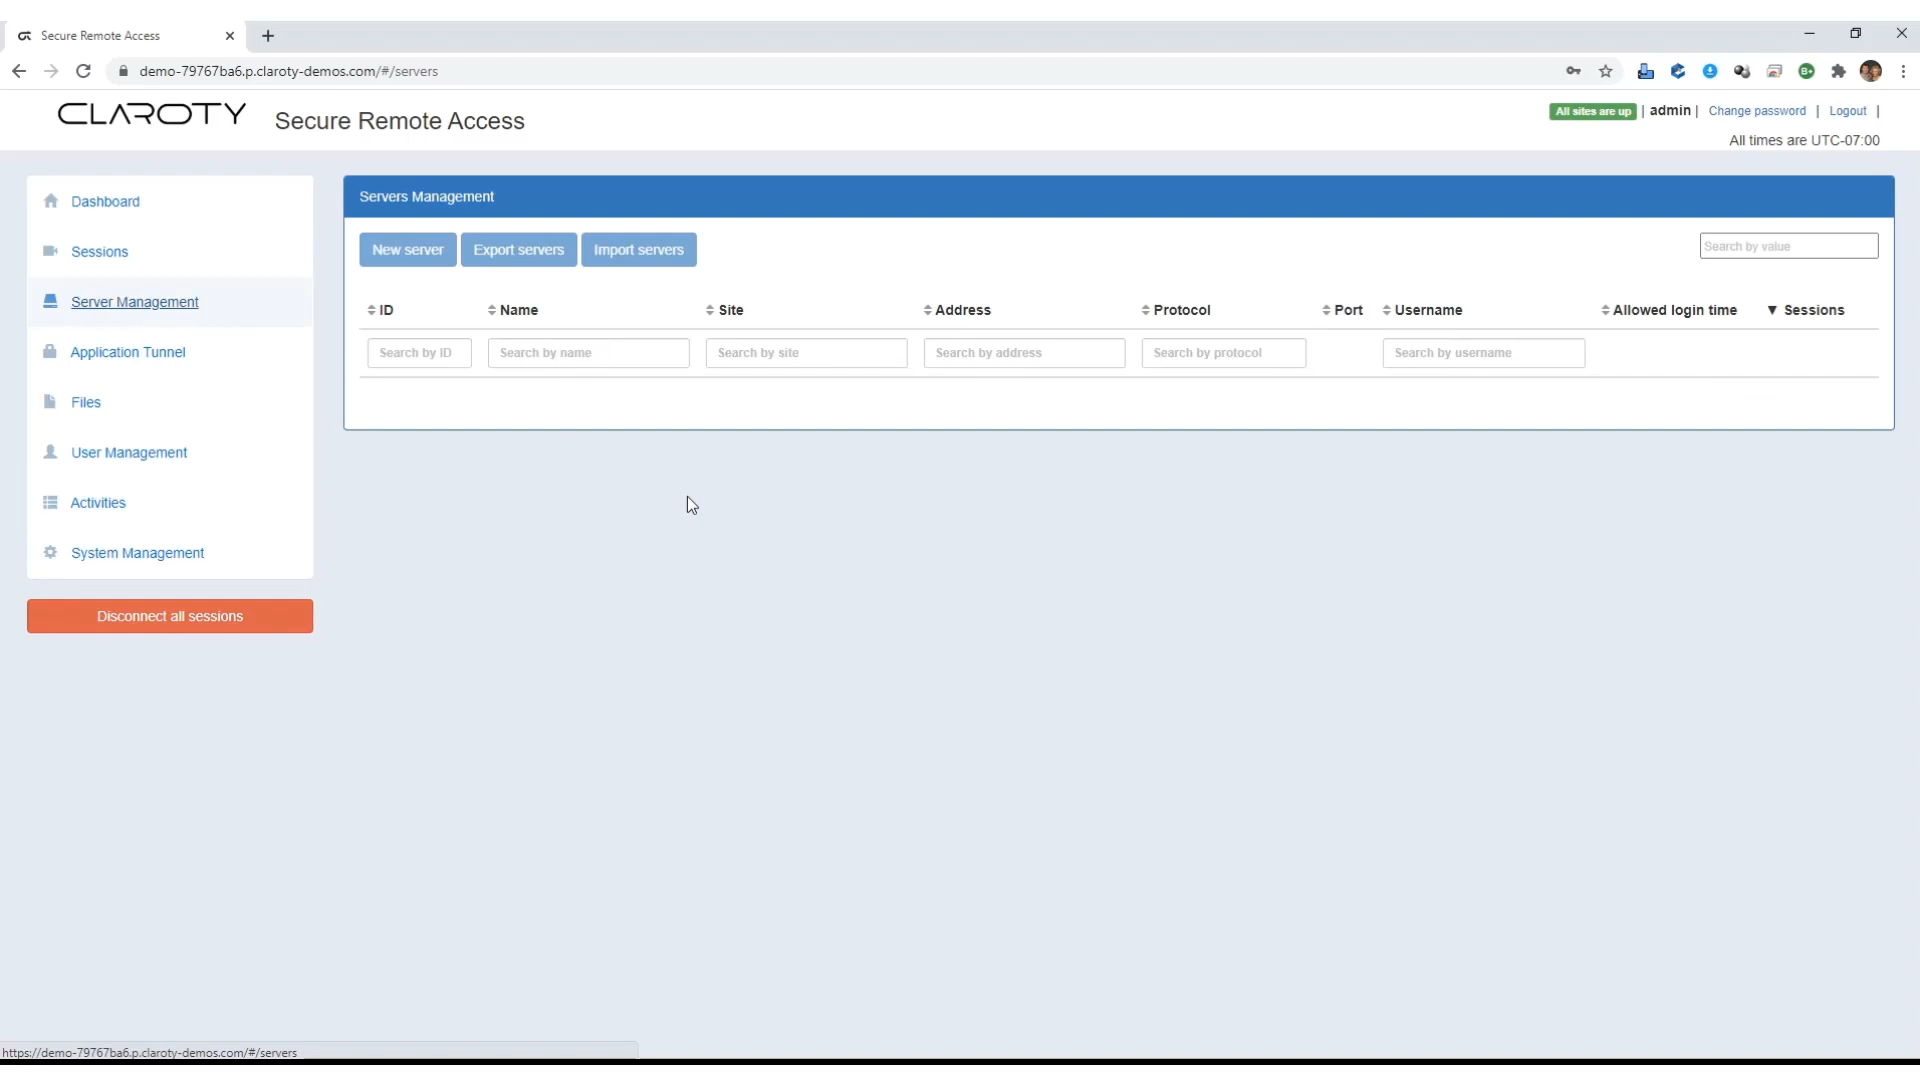 Secure Remote Access
demo-79767ba6.p.claroty-demos.com/#/servers
CLAROTY
Secure Remote Access
All sites are up | admin | Change password | Logout |
All times are UTC-07:00
Dashboard
Sessions
Server Management
Application Tunnel
Files
User Management
Activities
System Management
Disconnect all sessions
Servers Management
New server Export servers Import servers
Search by value
ID Name Site Address Protocol Port Username Allowed login time Sessions
Search by ID Search by name Search by site Search by address Search by protocol Search by username
https://demo-79767ba6.p.claroty-demos.com/#/servers